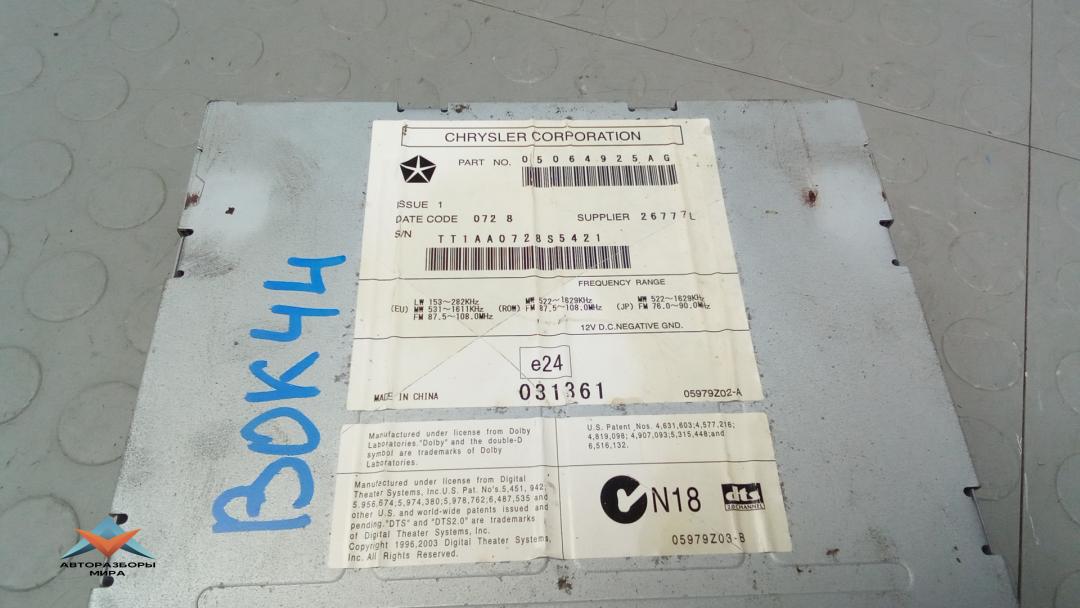 CHRYSLER CORPORATION
PART NO. 05064925AG
ISSUE 1
DATE CODE 0728 SUPPLIER 26777L
S/N TT1AA0728S5421
FREQUENCY RANGE
(EU) LW 153~282KHz
MW 531~1611KHz
FM 87.5~108.0MHz
(ROW) MW 522~1629KHz
FM 87.5~108.0MHz
(JP) MW 522~1629KHz
FM 76.0~90.0MHz
12V D.C.NEGATIVE GND.
e24
031361
MADE IN CHINA 05979Z02-A
Manufactured under license from Dolby
Laboratories."Dolby" and the double-D
symbol are trademarks of Dolby
Laboratories.
U.S. Patent Nos. 4,631,603;4,577,216;
4,819,098; 4,907,093;5,315,448;and
6,516,132.
Manufactured under license from Digital
Theater Systems, Inc.U.S. Pat. No's.5,451, 942,
5,956,674;5,974,380;5,978,762;6,487,535 and
other U.S. and world-wide patents issued and
pending."DTS" and "DTS2.0" are trademarks
of Digital Theater Systems, Inc.
Copyright 1996,2003 Digital Theater Systems,
Inc. All Rights Reserved.
N18
dts
2.0 CHANNEL
05979Z03-B
BOK44
АВТОРАЗБОРЫ
МИРА